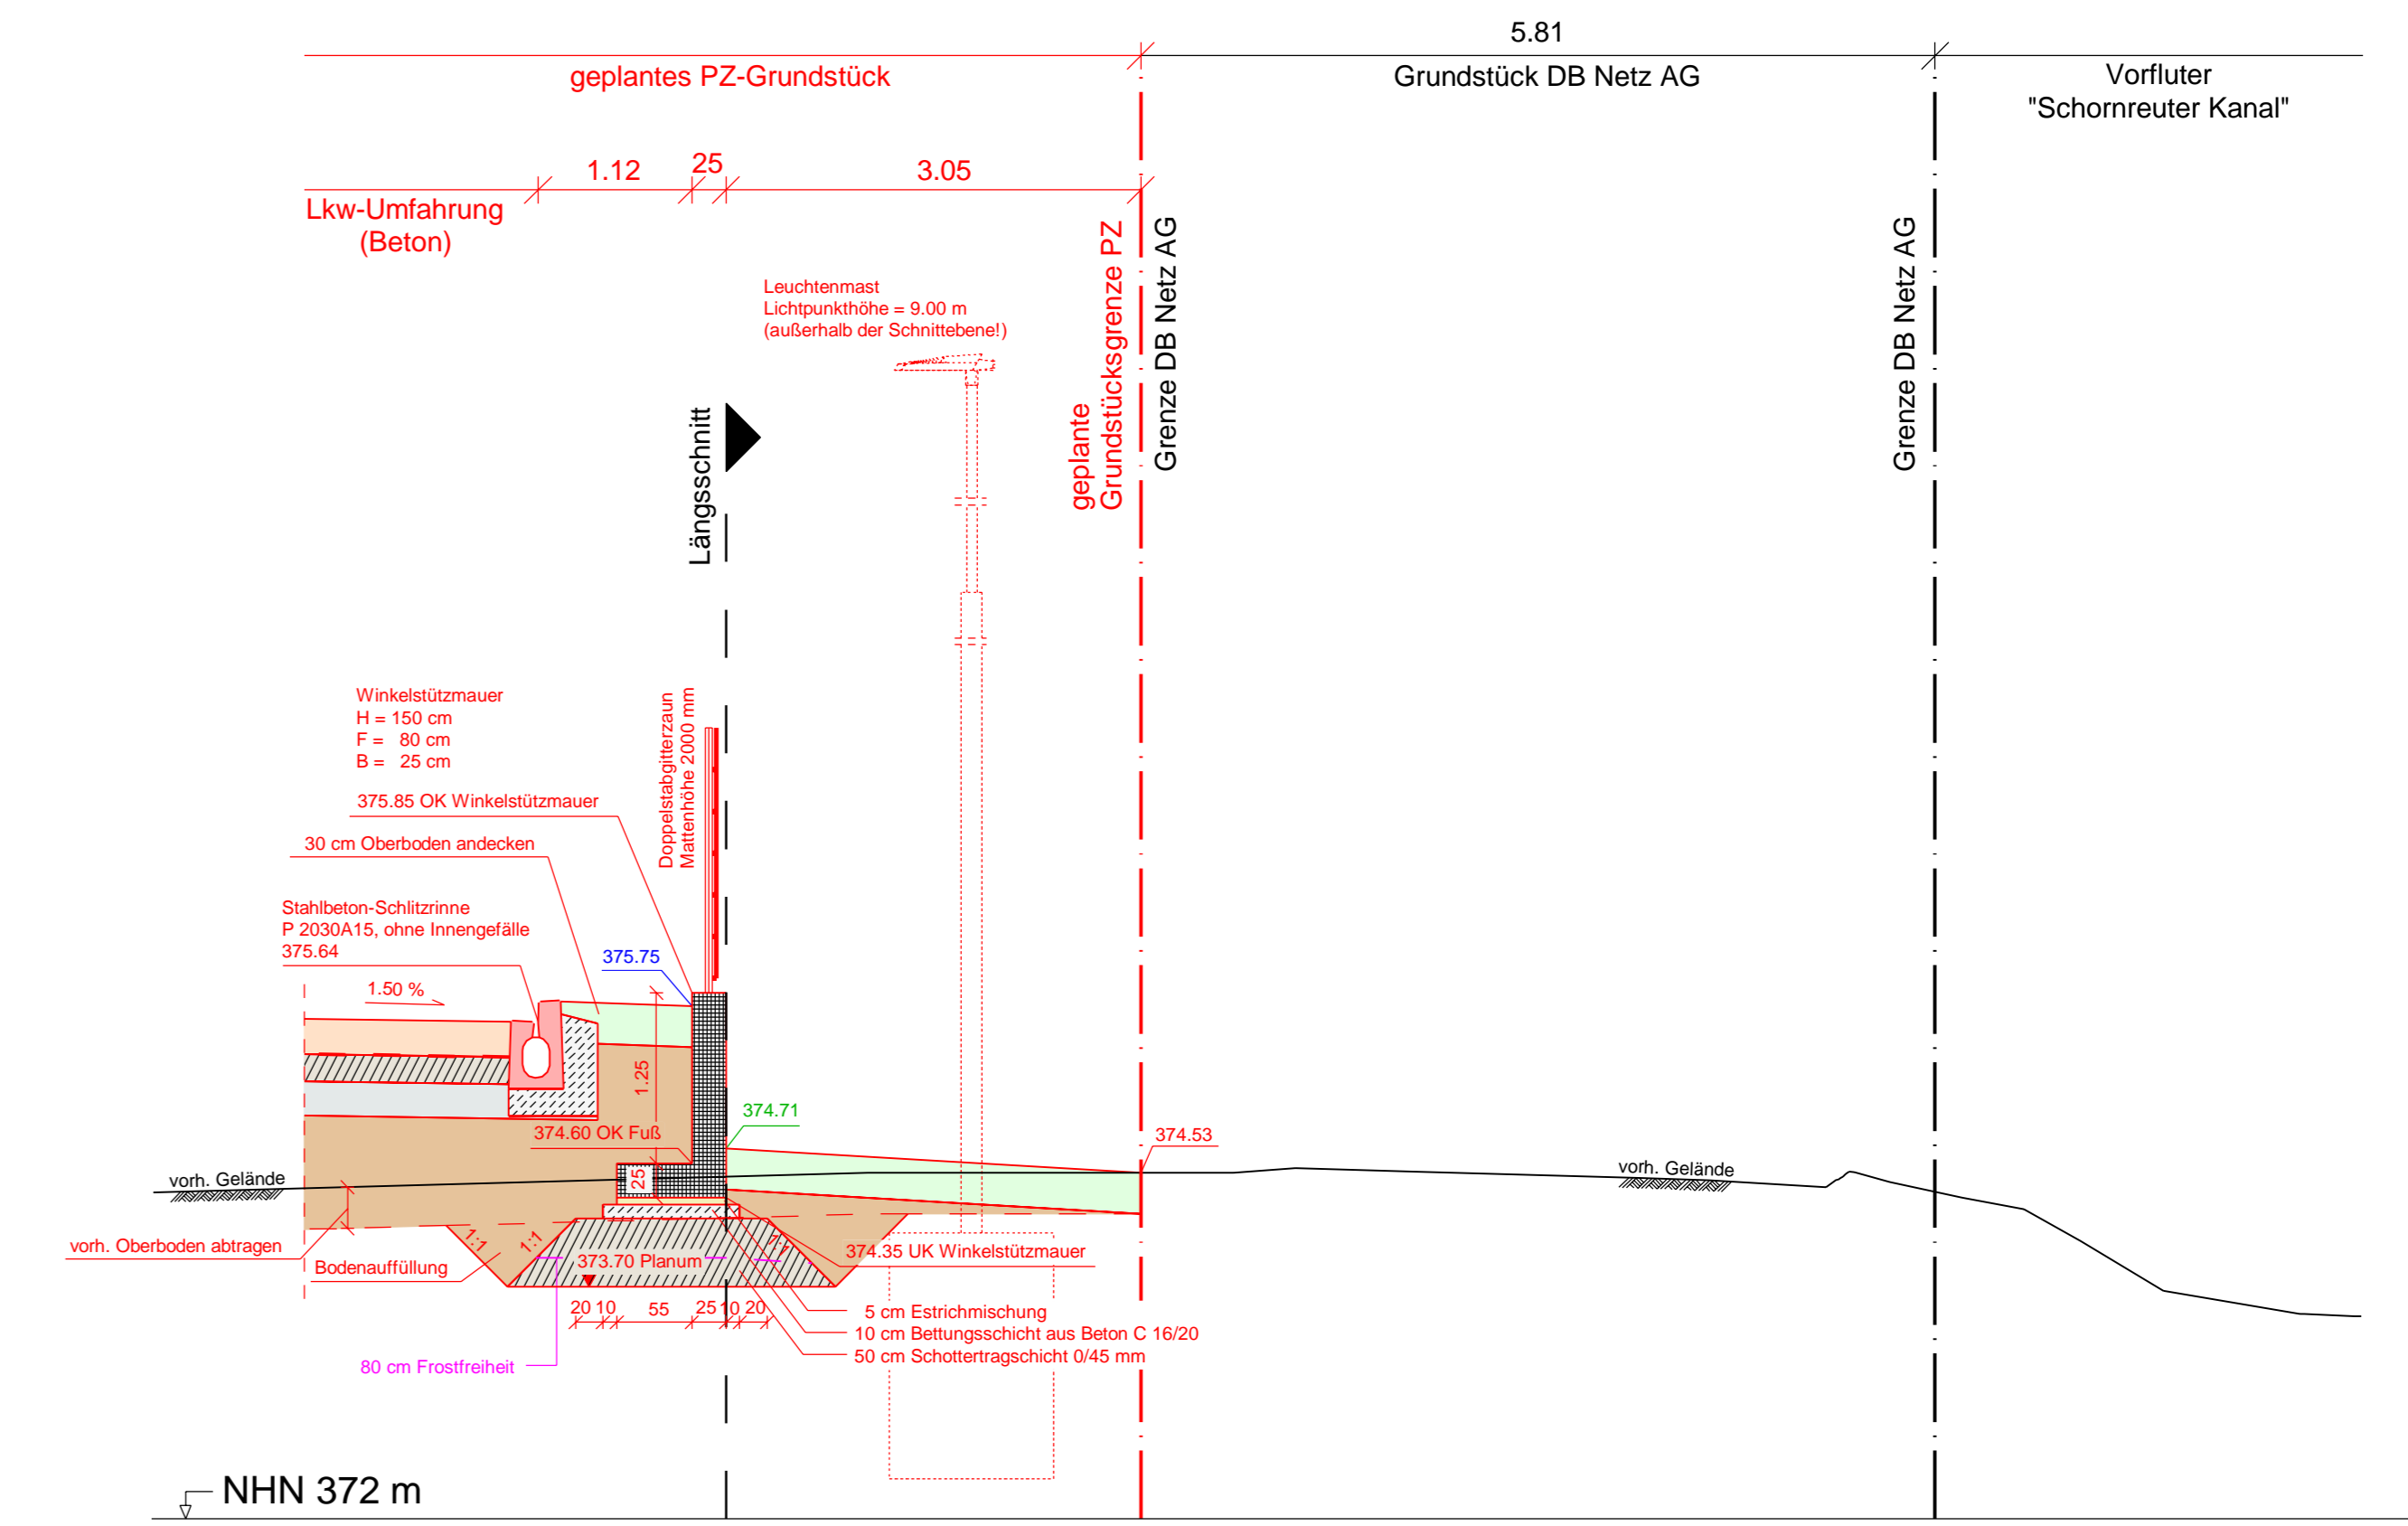 5.81
geplantes PZ-Grundstück
Grundstück DB Netz AG
Vorfluter
"Schornreuter Kanal"
1.12
25
3.05
Lkw-Umfahrung
(Beton)
Leuchtenmast
Lichtpunkthöhe = 9.00 m
(außerhalb der Schnittebene!)
geplante
Grundstücksgrenze PZ
Grenze DB Netz AG
Grenze DB Netz AG
Längsschnitt
Winkelstützmauer
H = 150 cm
F = 80 cm
B = 25 cm
Doppelstabgitterzaun
Mattenhöhe 2000 mm
375.85 OK Winkelstützmauer
30 cm Oberboden andecken
Stahlbeton-Schlitzrinne
P 2030A15, ohne Innengefälle
375.64
375.75
1.50 %
1.25
374.71
374.60 OK Fuß
374.53
25
vorh. Gelände
vorh. Gelände
vorh. Oberboden abtragen
1:1
1:1
1:1
374.35 UK Winkelstützmauer
Bodenauffüllung
373.70 Planum
20 10 55 25 10 20
5 cm Estrichmischung
10 cm Bettungsschicht aus Beton C 16/20
50 cm Schottertragschicht 0/45 mm
80 cm Frostfreiheit
NHN 372 m